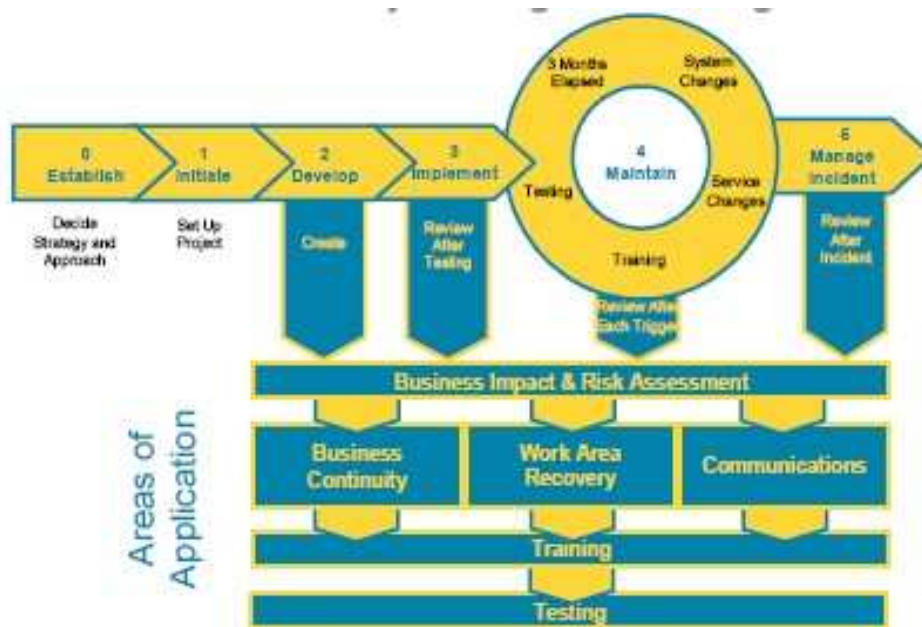 0
Establish
1
Initiate
2
Develop
3
Implement
3 Months
Elapsed
System
Changes
4
Maintain
Testing
Service
Changes
Training
5
Manage
Incident
Decide
Strategy and
Approach
Set Up
Project
Create
Review
After
Testing
Review After
Each Trigger
Review
After
Incident
Business Impact & Risk Assessment
Areas of
Application
Business
Continuity
Work Area
Recovery
Communications
Training
Testing